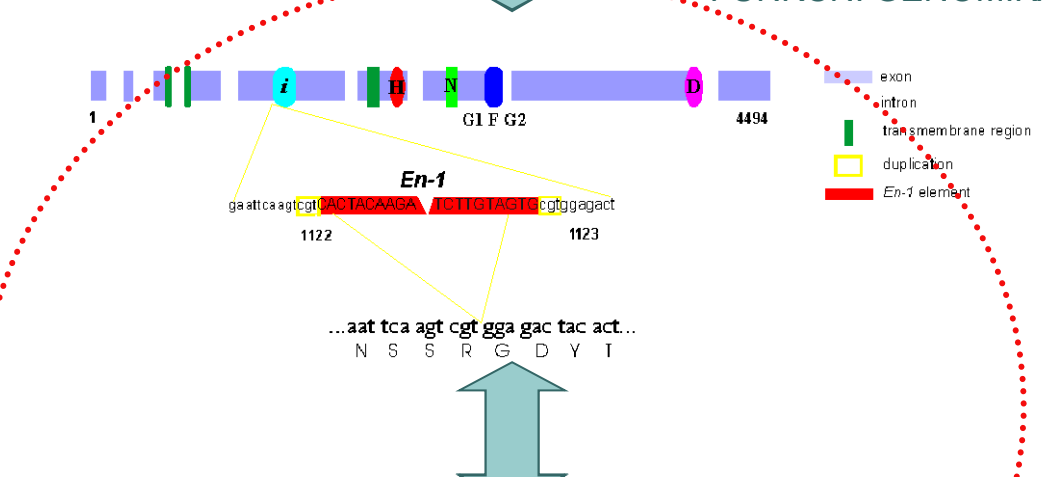 i H N D
1 G1 F G2 4494
exon
intron
transmembrane region
duplication
En-1 element
En-1
gaattcaagtcgtCACTACAAGA TCTTGTAGTGcgtggagact
1122 1123
...aat tca agt cgt gga gac tac act...
N S S R G D Y T